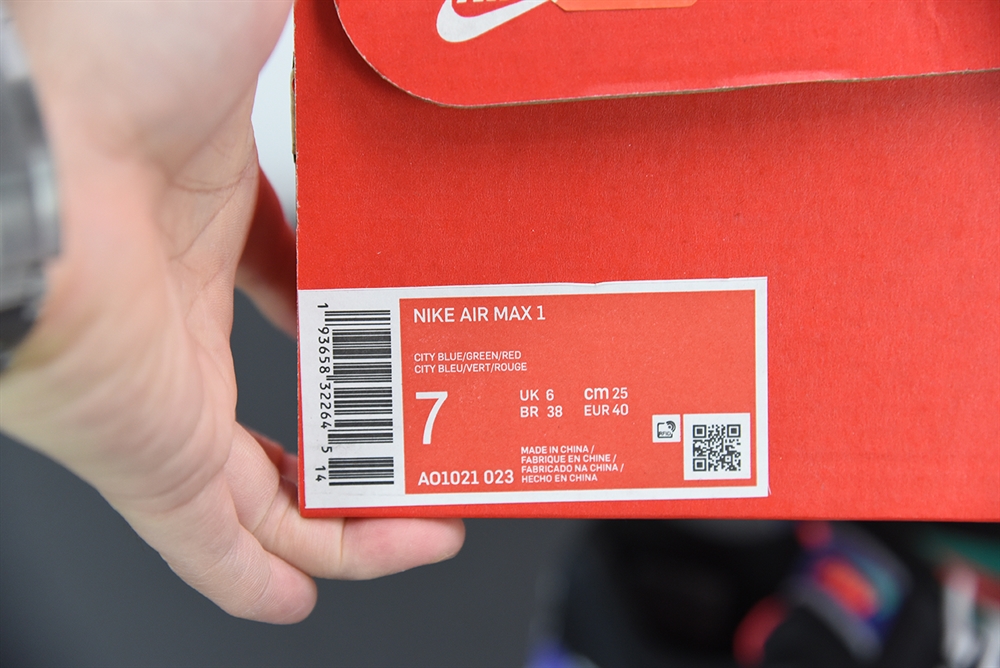 NIKE AIR MAX 1
CITY BLUE/GREEN/RED
CITY BLEU/VERT/ROUGE
7
UK 6 cm 25
BR 38 EUR 40
MADE IN CHINA /
FABRIQUE EN CHINE /
FABRICADO NA CHINA /
HECHO EN CHINA
AO1021 023
1 93658 32264 5 14